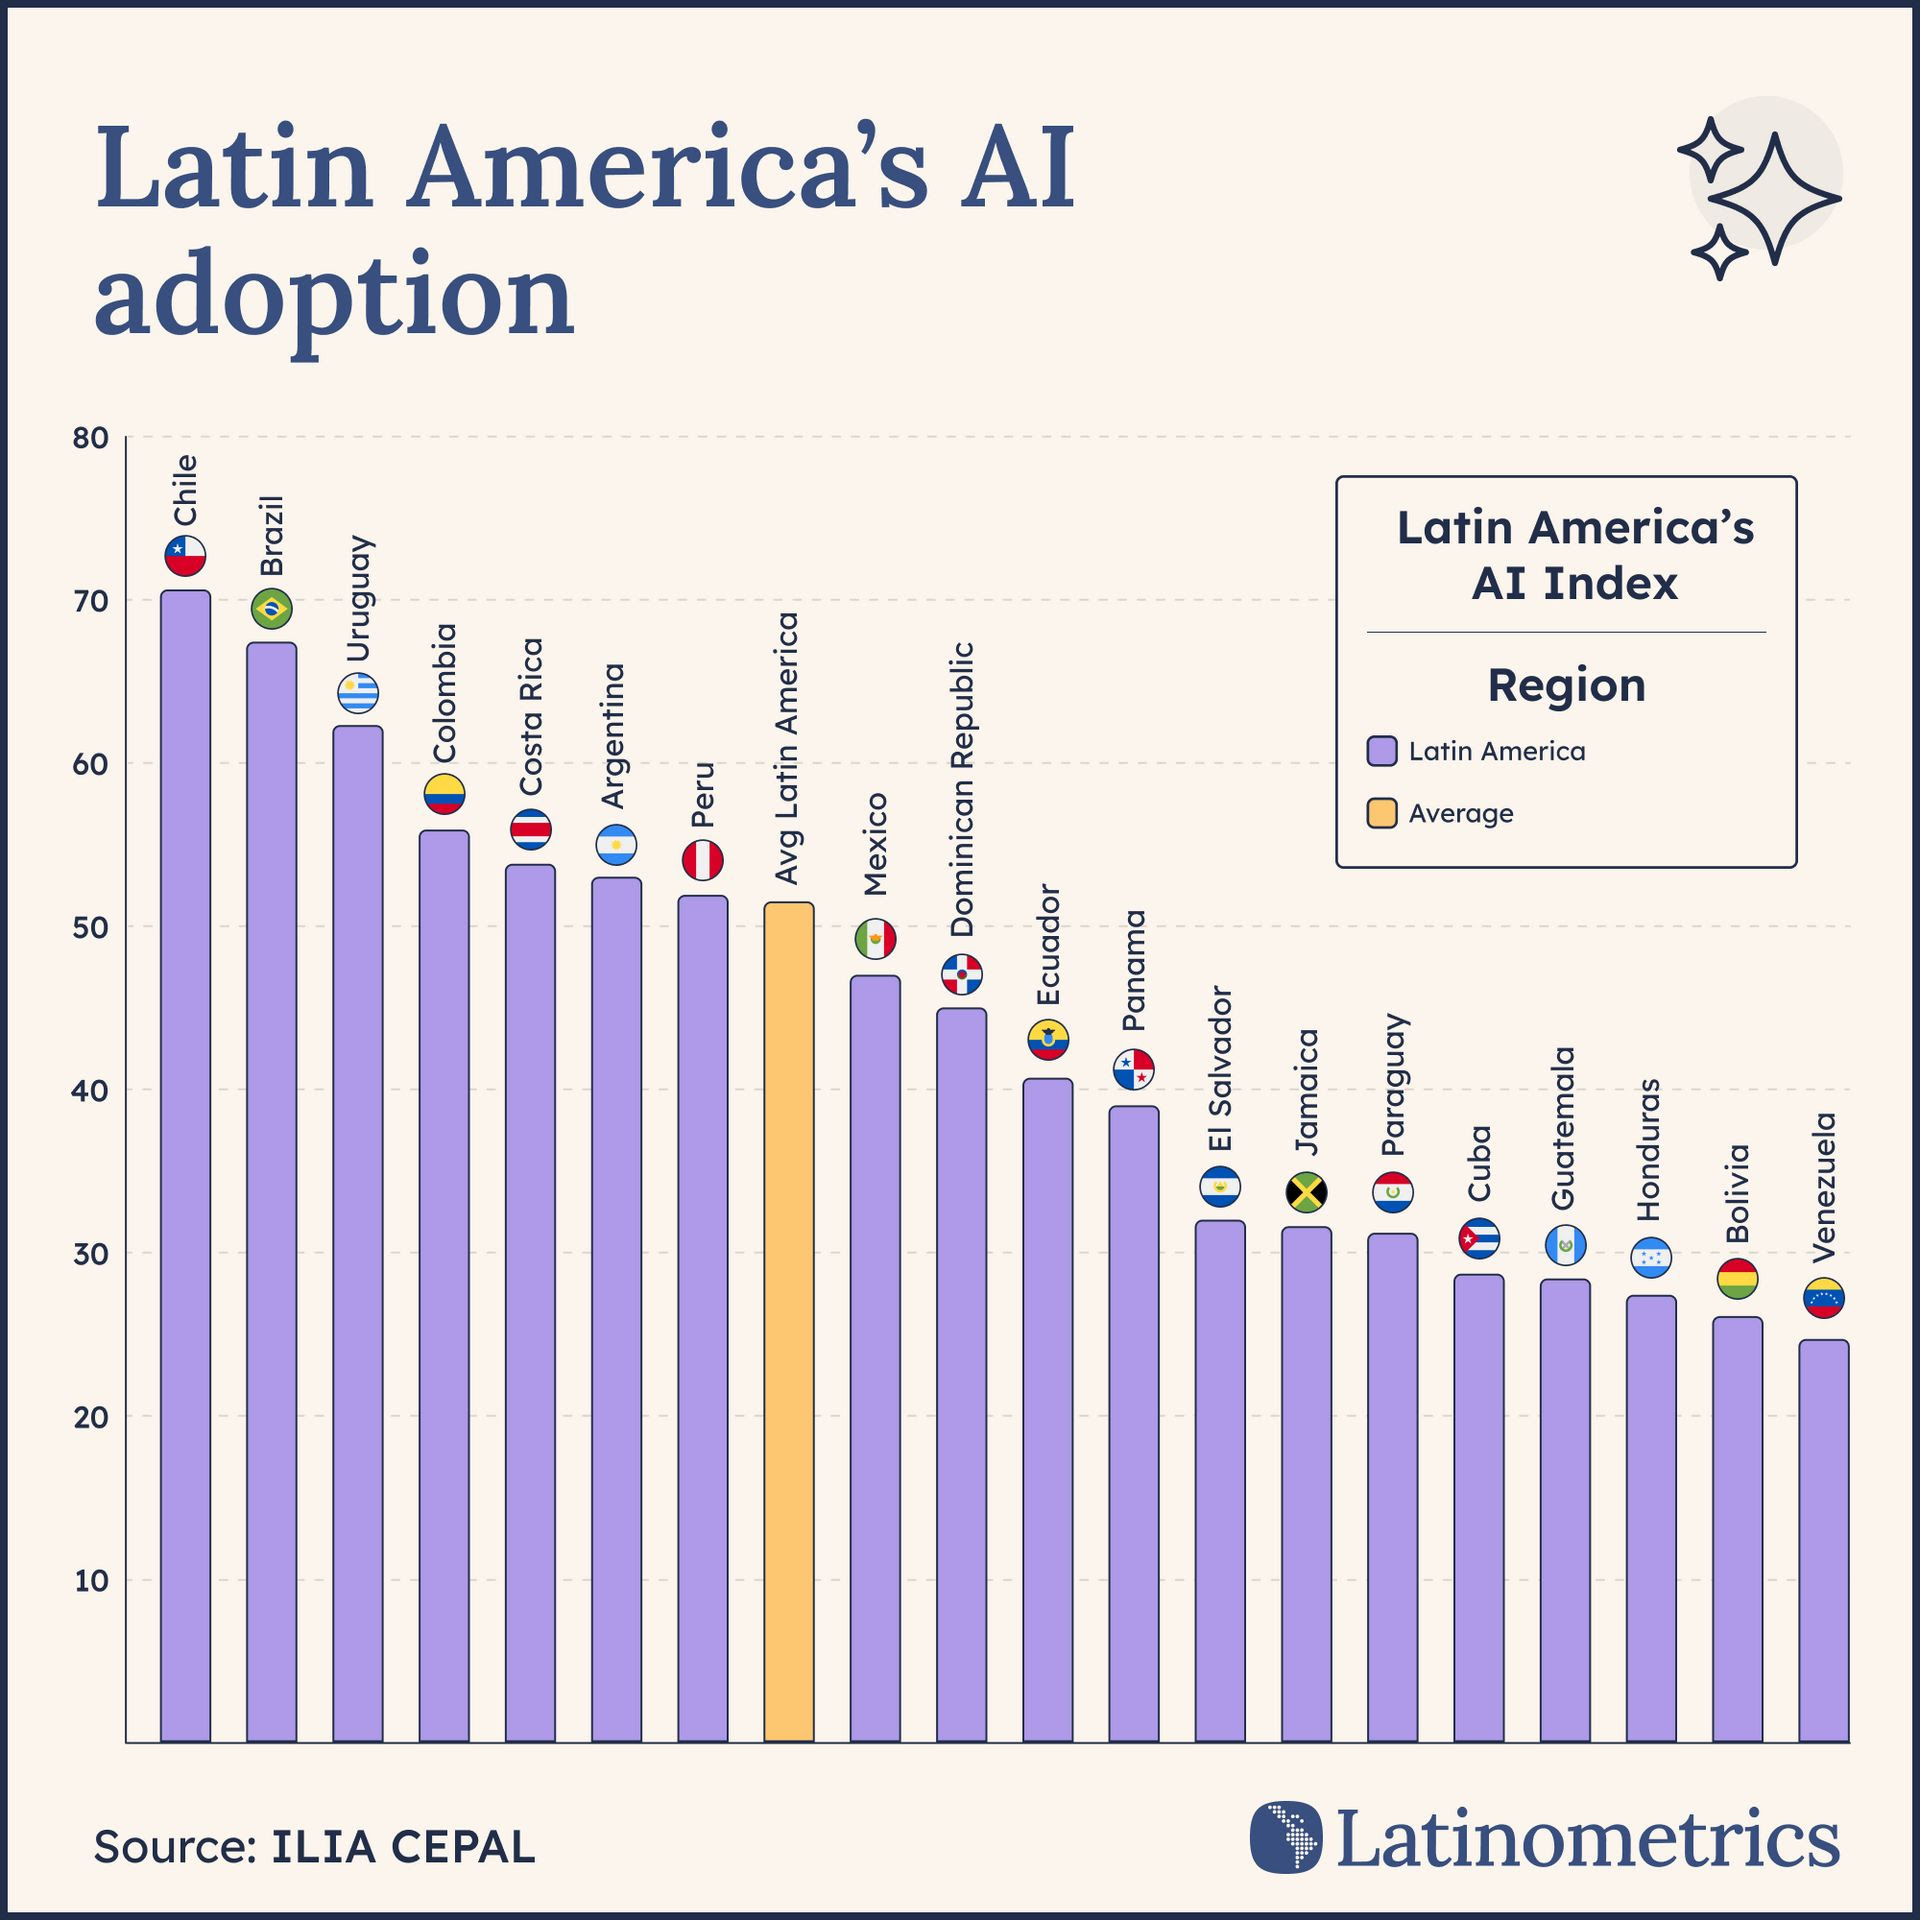 Latin America’s AI
adoption
80
70
60
50
40
30
20
10
Chile
Brazil
Uruguay
Colombia
Costa Rica
Argentina
Peru
Avg Latin America
Mexico
Dominican Republic
Ecuador
Panama
El Salvador
Jamaica
Paraguay
Cuba
Guatemala
Honduras
Bolivia
Venezuela
Latin America’s
AI Index
Region
Latin America
Average
Source: ILIA CEPAL
Latinometrics